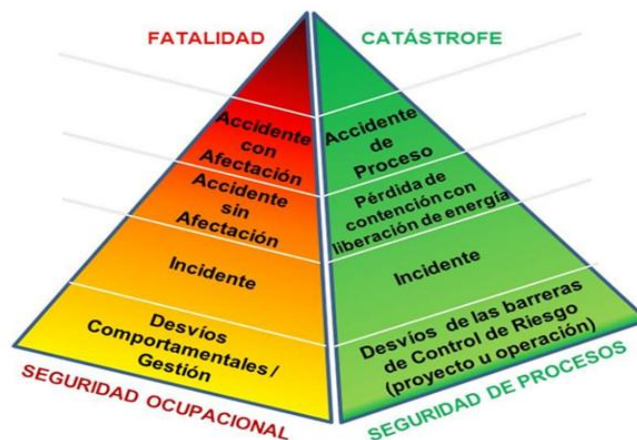 FATALIDAD
Accidente
con
Afectación
Accidente
sin
Afectación
Incidente
Desvíos
Comportamentales /
Gestión
SEGURIDAD OCUPACIONAL
CATÁSTROFE
Accidente
de
Proceso
Pérdida de
contención con
liberación de energía
Incidente
Desvíos de las barreras
de Control de Riesgo
(proyecto u operación)
SEGURIDAD DE PROCESOS